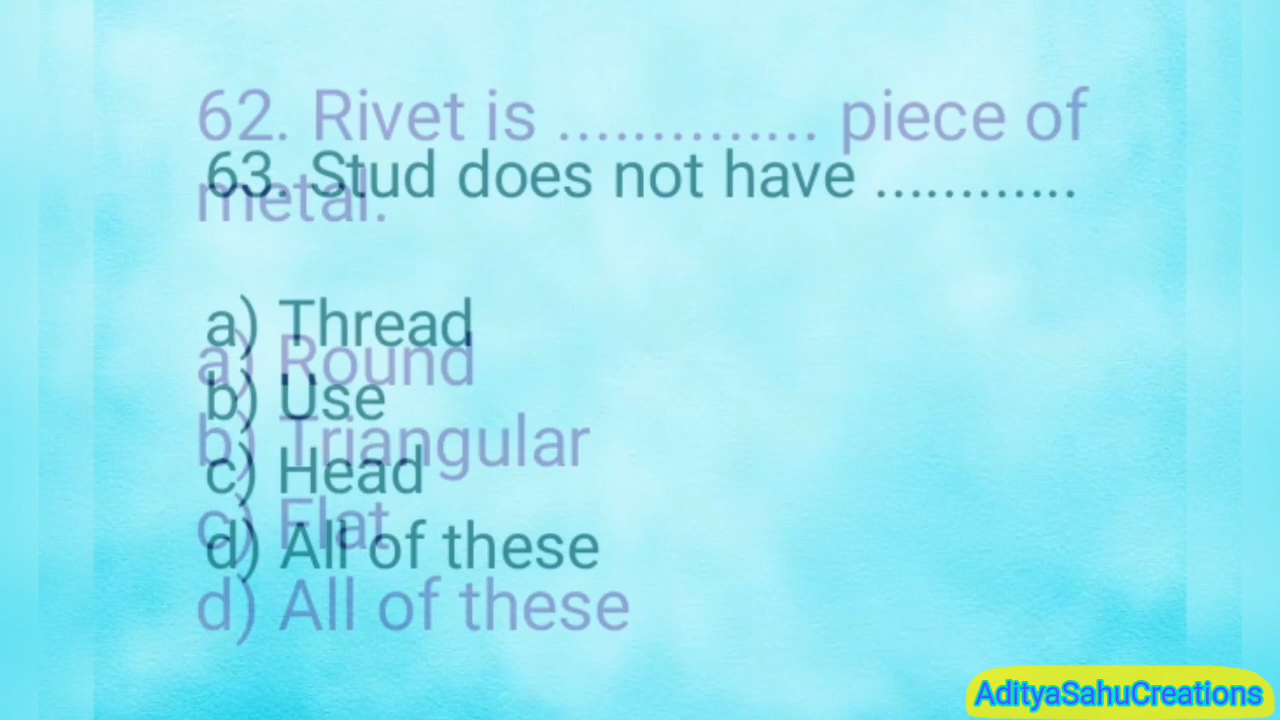 62. Rivet is .............. piece of
metal.
63. Stud does not have ............
a) Thread
b) Use
c) Head
d) All of these
a) Round
b) Triangular
c) Flat
d) All of these
AdityaSahuCreations